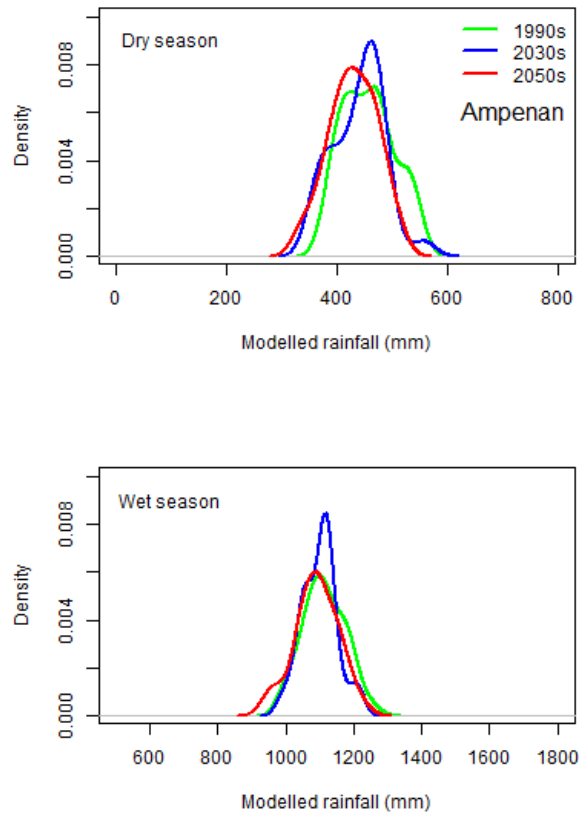 Dry season
1990s
2030s
2050s
Ampenan
Density
0.000
0.004
0.008
0 200 400 600 800
Modelled rainfall (mm)
Wet season
Density
0.000
0.004
0.008
600 800 1000 1200 1400 1600 1800
Modelled rainfall (mm)